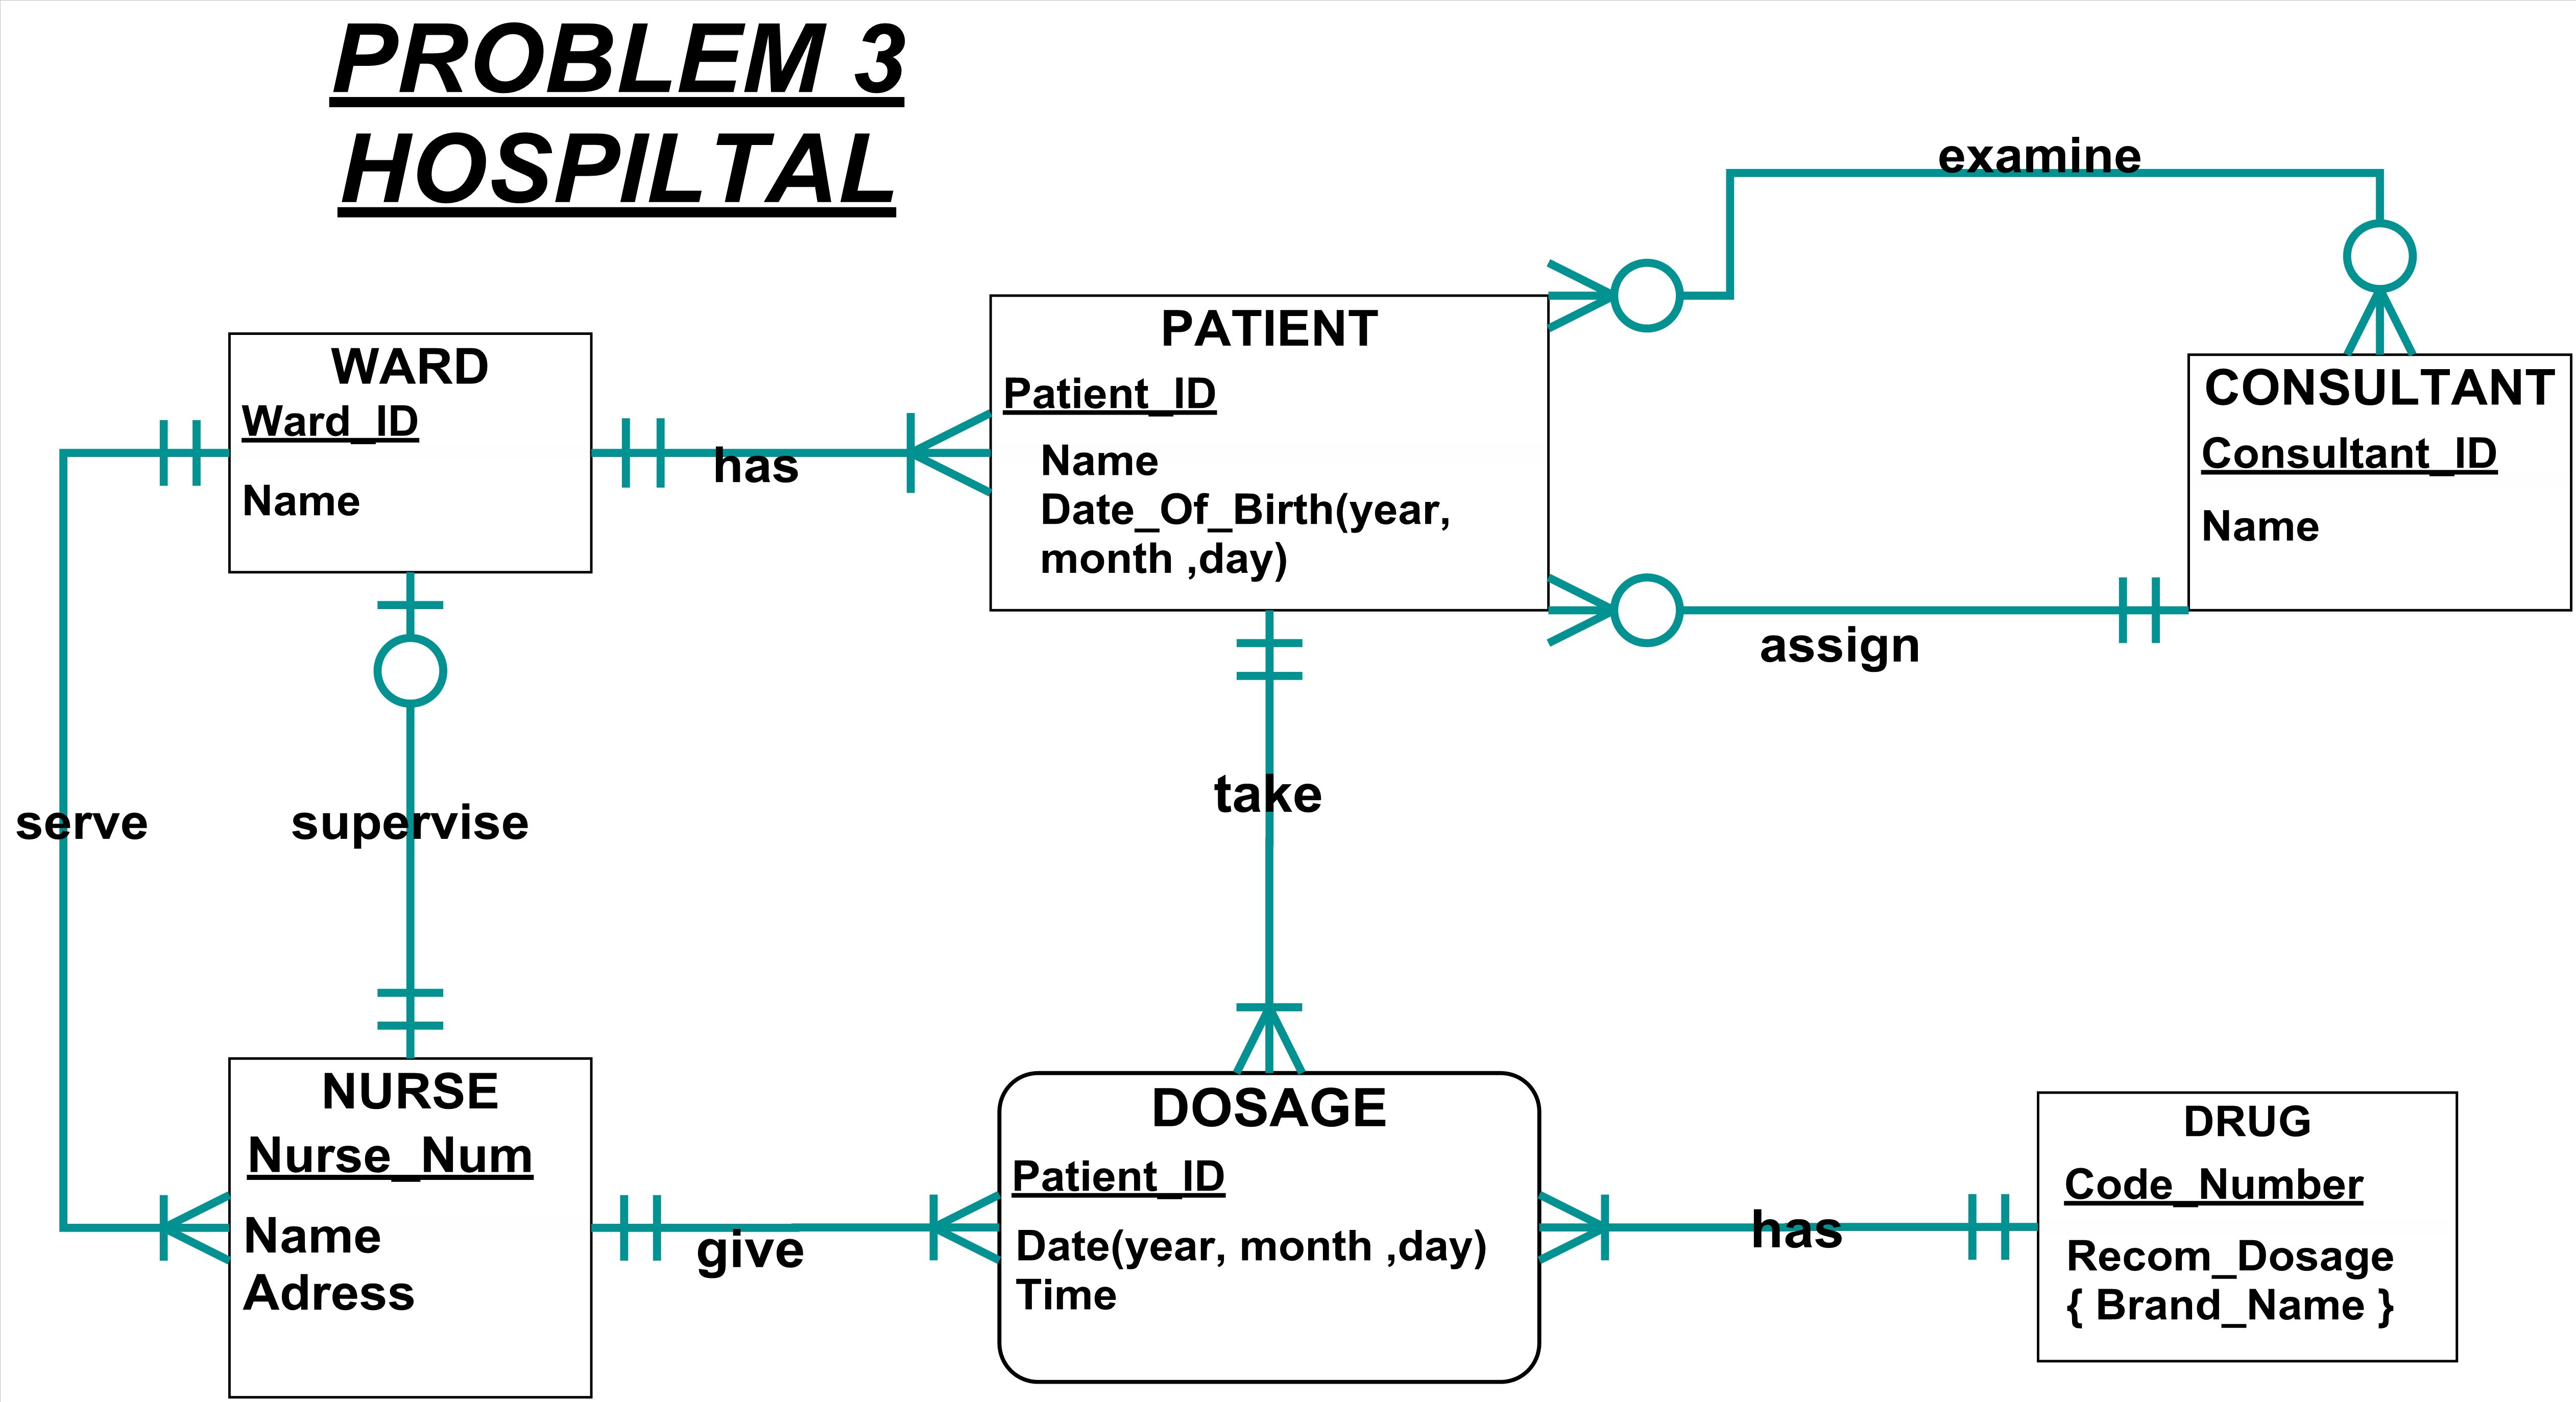 PROBLEM 3
HOSPILTAL
examine
WARD
Ward_ID
Name
has
PATIENT
Patient_ID
Name
Date_Of_Birth(year,
month ,day)
CONSULTANT
Consultant_ID
Name
assign
serve
supervise
take
NURSE
Nurse_Num
Name
Adress
give
DOSAGE
Patient_ID
Date(year, month ,day)
Time
has
DRUG
Code_Number
Recom_Dosage
{ Brand_Name }